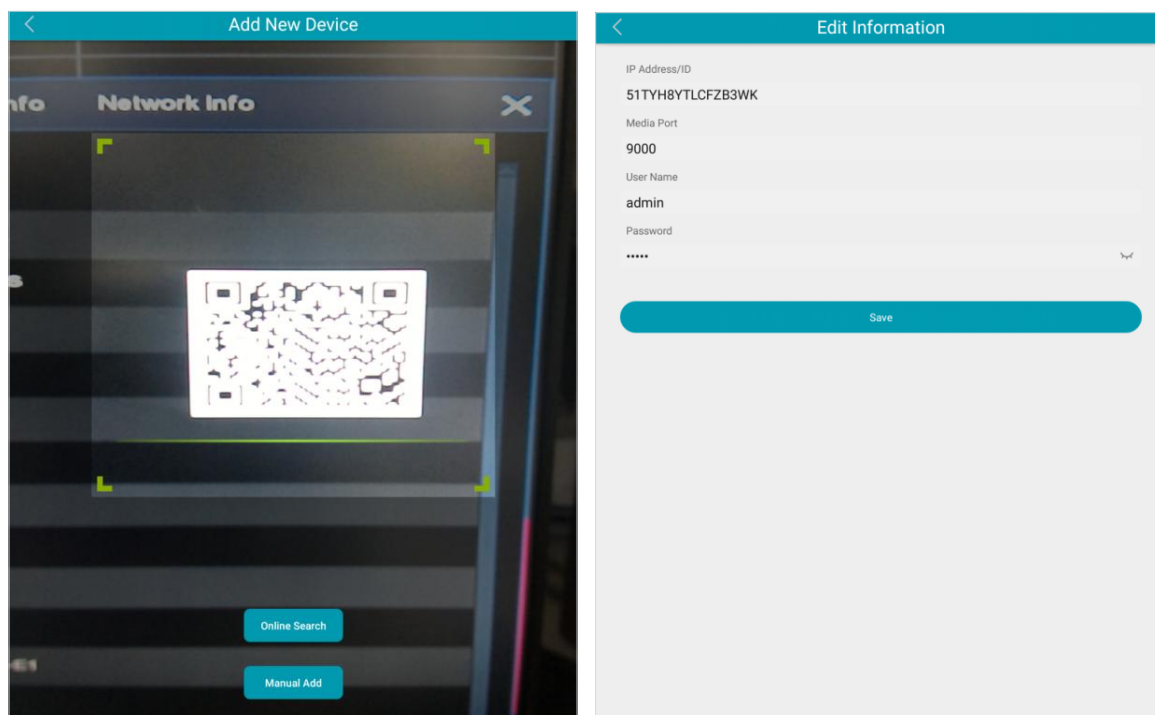 Add New Device
Network Info
Online Search
Manual Add
Edit Information
IP Address/ID
51TYH8YTLCFZB3WK
Media Port
9000
User Name
admin
Password
•••••
Save